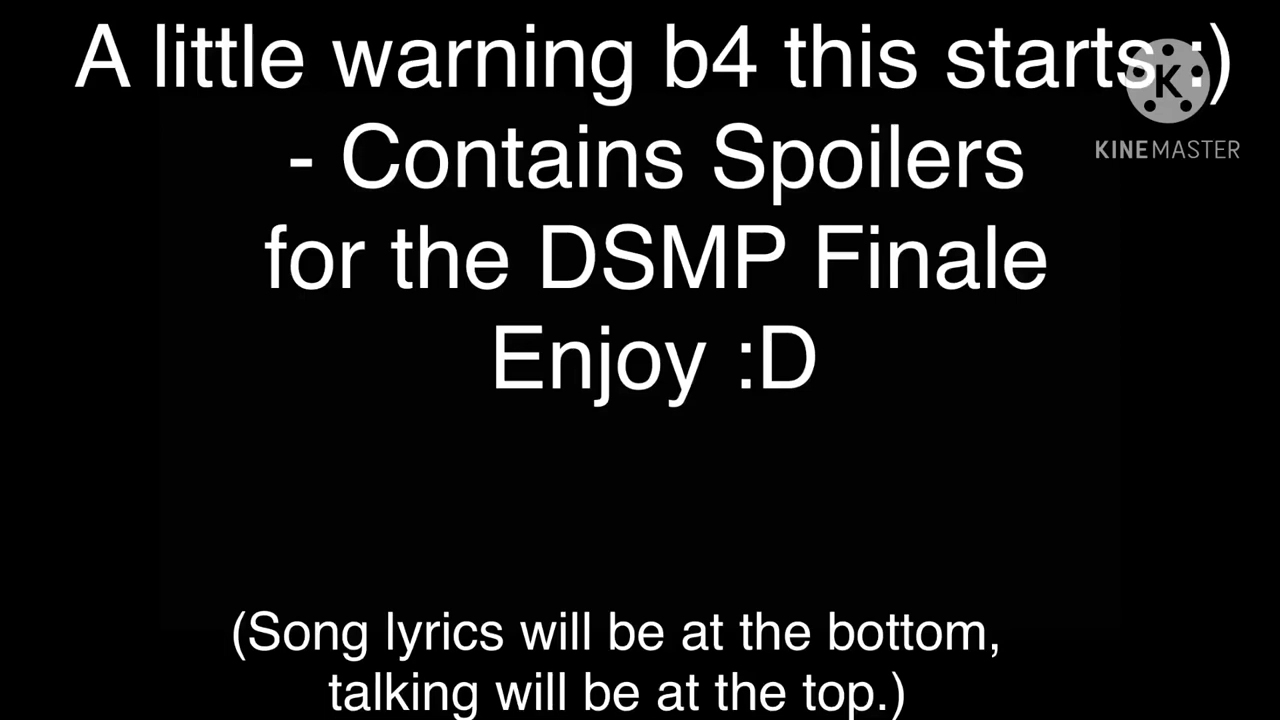 A little warning b4 this starts :)
K
KINEMASTER
- Contains Spoilers
for the DSMP Finale
Enjoy :D
(Song lyrics will be at the bottom,
talking will be at the top.)